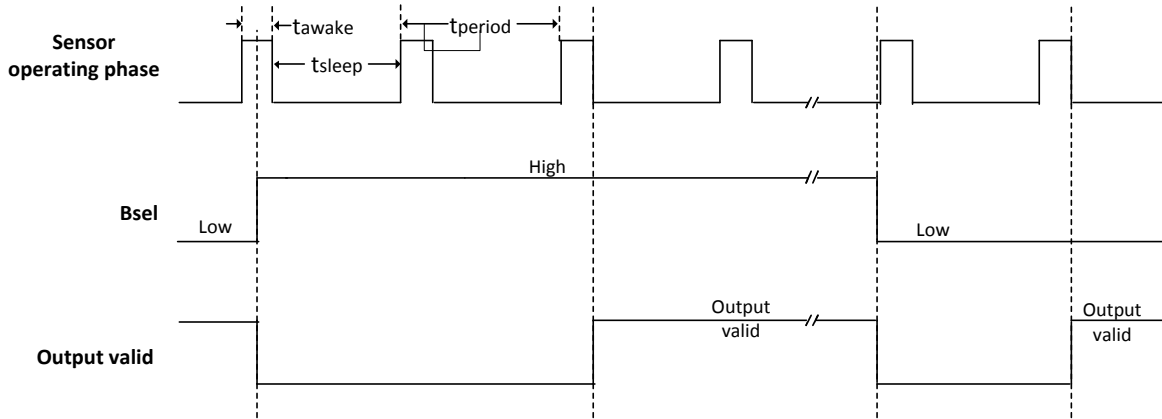 tawake
tperiod
Sensor
operating phase
tsleep
High
Bsel
Low
Low
Output
valid
Output
valid
Output valid